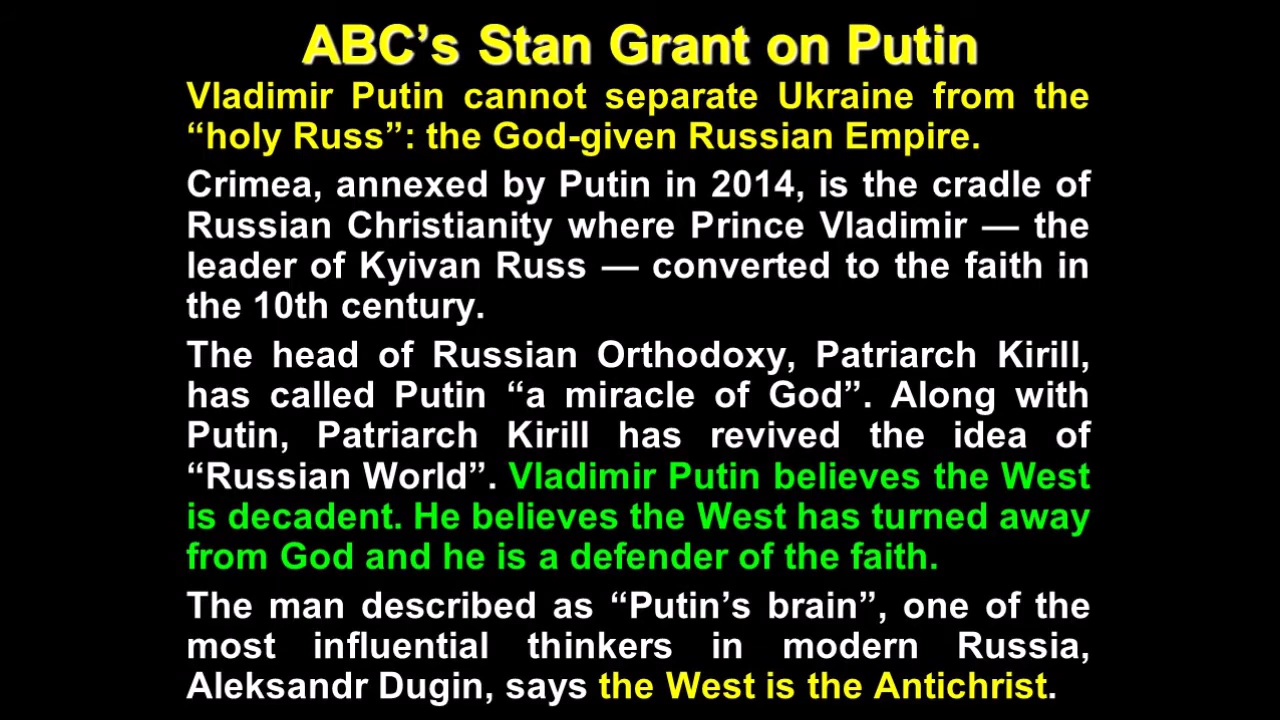 ABC’s Stan Grant on Putin
Vladimir Putin cannot separate Ukraine from the
“holy Russ”: the God-given Russian Empire.
Crimea, annexed by Putin in 2014, is the cradle of
Russian Christianity where Prince Vladimir — the
leader of Kyivan Russ — converted to the faith in
the 10th century.
The head of Russian Orthodoxy, Patriarch Kirill,
has called Putin “a miracle of God”. Along with
Putin, Patriarch Kirill has revived the idea of
“Russian World”. Vladimir Putin believes the West
is decadent. He believes the West has turned away
from God and he is a defender of the faith.
The man described as “Putin’s brain”, one of the
most influential thinkers in modern Russia,
Aleksandr Dugin, says the West is the Antichrist.